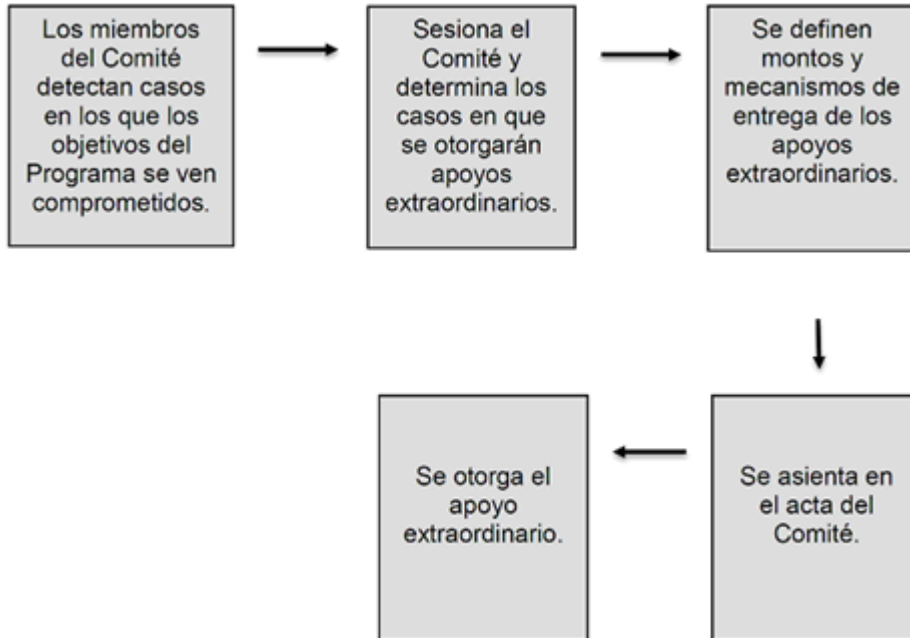 Los miembros
del Comité
detectan casos
en los que los
objetivos del
Programa se ven
comprometidos.
Sesiona el
Comité y
determina los
casos en que
se otorgarán
apoyos
extraordinarios.
Se definen
montos y
mecanismos de
entrega de los
apoyos
extraordinarios.
Se asienta en
el acta del
Comité.
Se otorga el
apoyo
extraordinario.